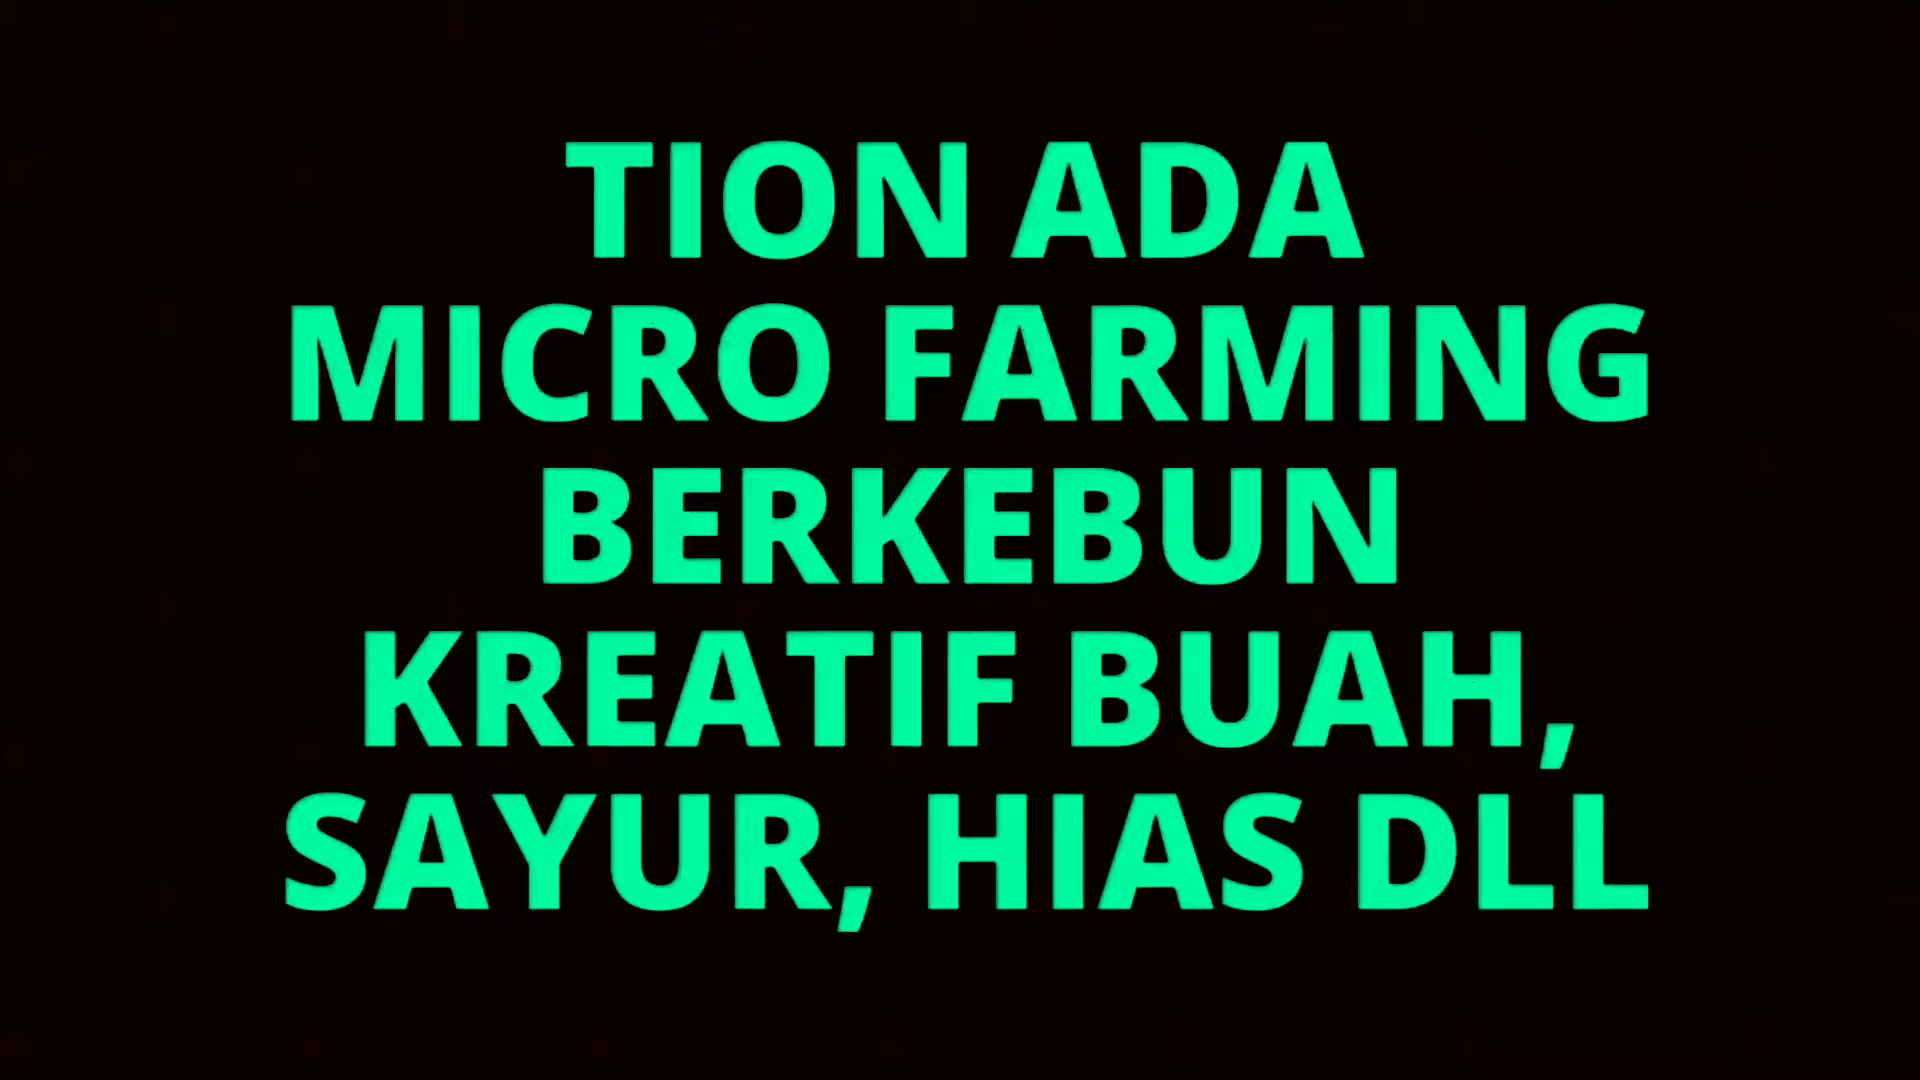 TION ADA
MICRO FARMING
BERKEBUN
KREATIF BUAH,
SAYUR, HIAS DLL